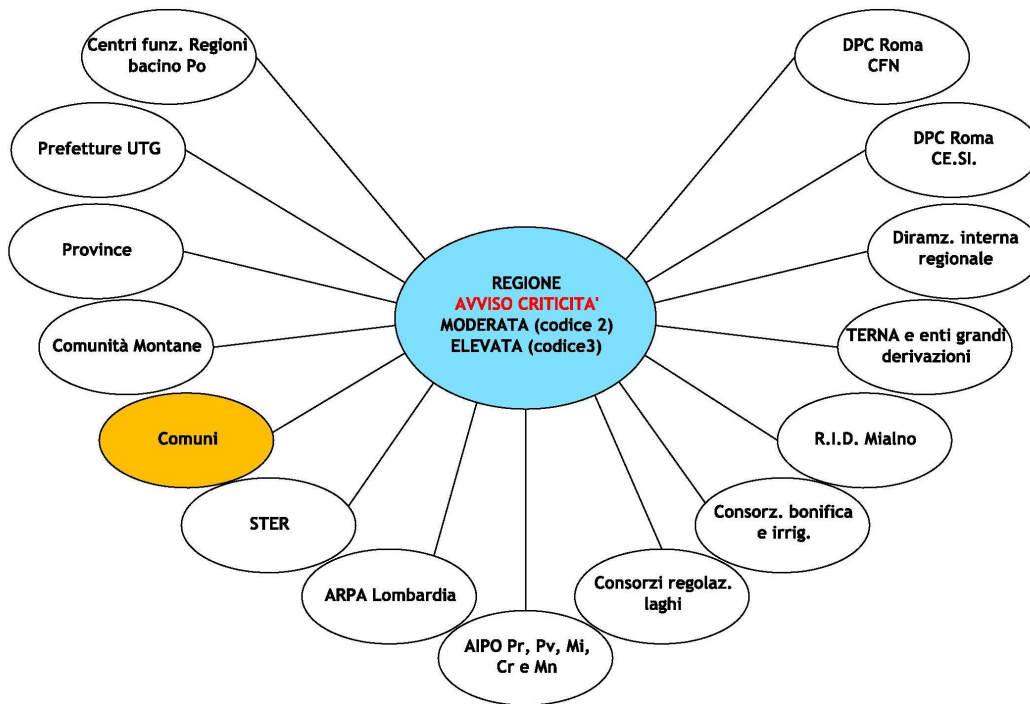 Centri funz. Regioni
bacino Po
DPC Roma
CFN
Prefetture UTG
DPC Roma
CE.SI.
Province
Diramz. interna
regionale
REGIONE
AVVISO CRITICITA'
MODERATA (codice 2)
ELEVATA (codice3)
Comunità Montane
TERNA e enti grandi
derivazioni
Comuni
R.I.D. Mialno
STER
Consorz. bonifica
e irrig.
ARPA Lombardia
Consorzi regolaz.
laghi
AIPO Pr, Pv, Mi,
Cr e Mn